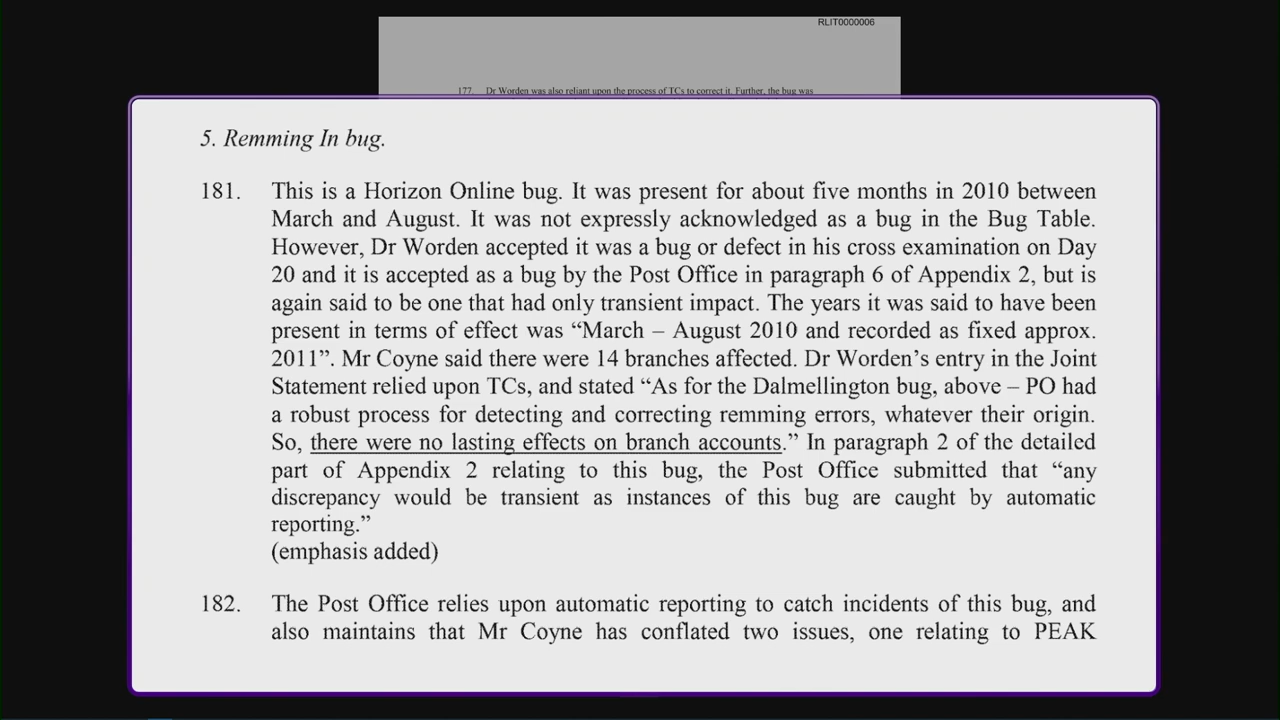 RLIT0000006
177. Dr Worden was also reliant upon the process of TCs to correct it. Further, the bug was
5. Remming In bug.
181. This is a Horizon Online bug. It was present for about five months in 2010 between
March and August. It was not expressly acknowledged as a bug in the Bug Table.
However, Dr Worden accepted it was a bug or defect in his cross examination on Day
20 and it is accepted as a bug by the Post Office in paragraph 6 of Appendix 2, but is
again said to be one that had only transient impact. The years it was said to have been
present in terms of effect was “March – August 2010 and recorded as fixed approx.
2011”. Mr Coyne said there were 14 branches affected. Dr Worden’s entry in the Joint
Statement relied upon TCs, and stated “As for the Dalmellington bug, above – PO had
a robust process for detecting and correcting remming errors, whatever their origin.
So, there were no lasting effects on branch accounts.” In paragraph 2 of the detailed
part of Appendix 2 relating to this bug, the Post Office submitted that “any
discrepancy would be transient as instances of this bug are caught by automatic
reporting.”
(emphasis added)
182. The Post Office relies upon automatic reporting to catch incidents of this bug, and
also maintains that Mr Coyne has conflated two issues, one relating to PEAK